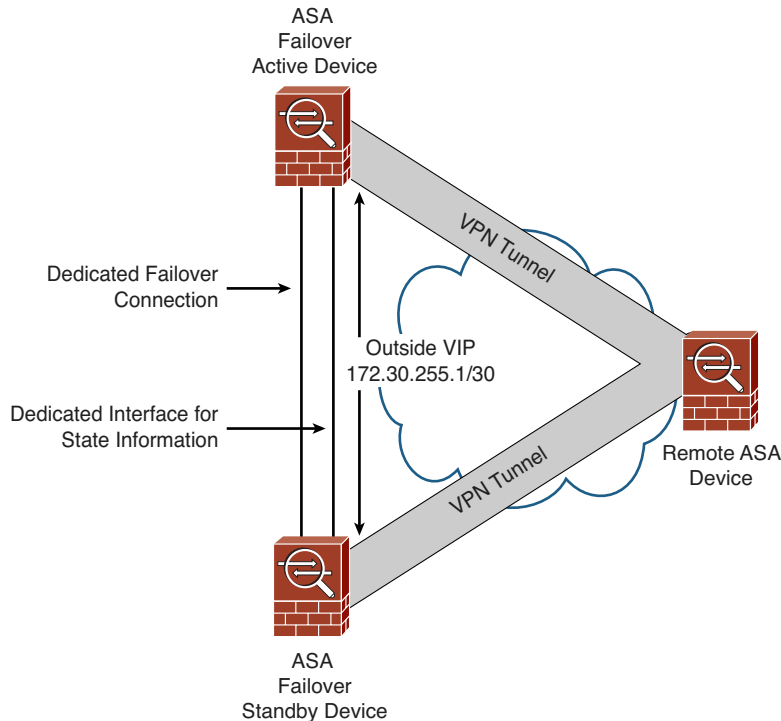 ASA
Failover
Active Device
VPN Tunnel
Dedicated Failover
Connection
Outside VIP
172.30.255.1/30
Dedicated Interface for
State Information
Remote ASA
Device
VPN Tunnel
ASA
Failover
Standby Device